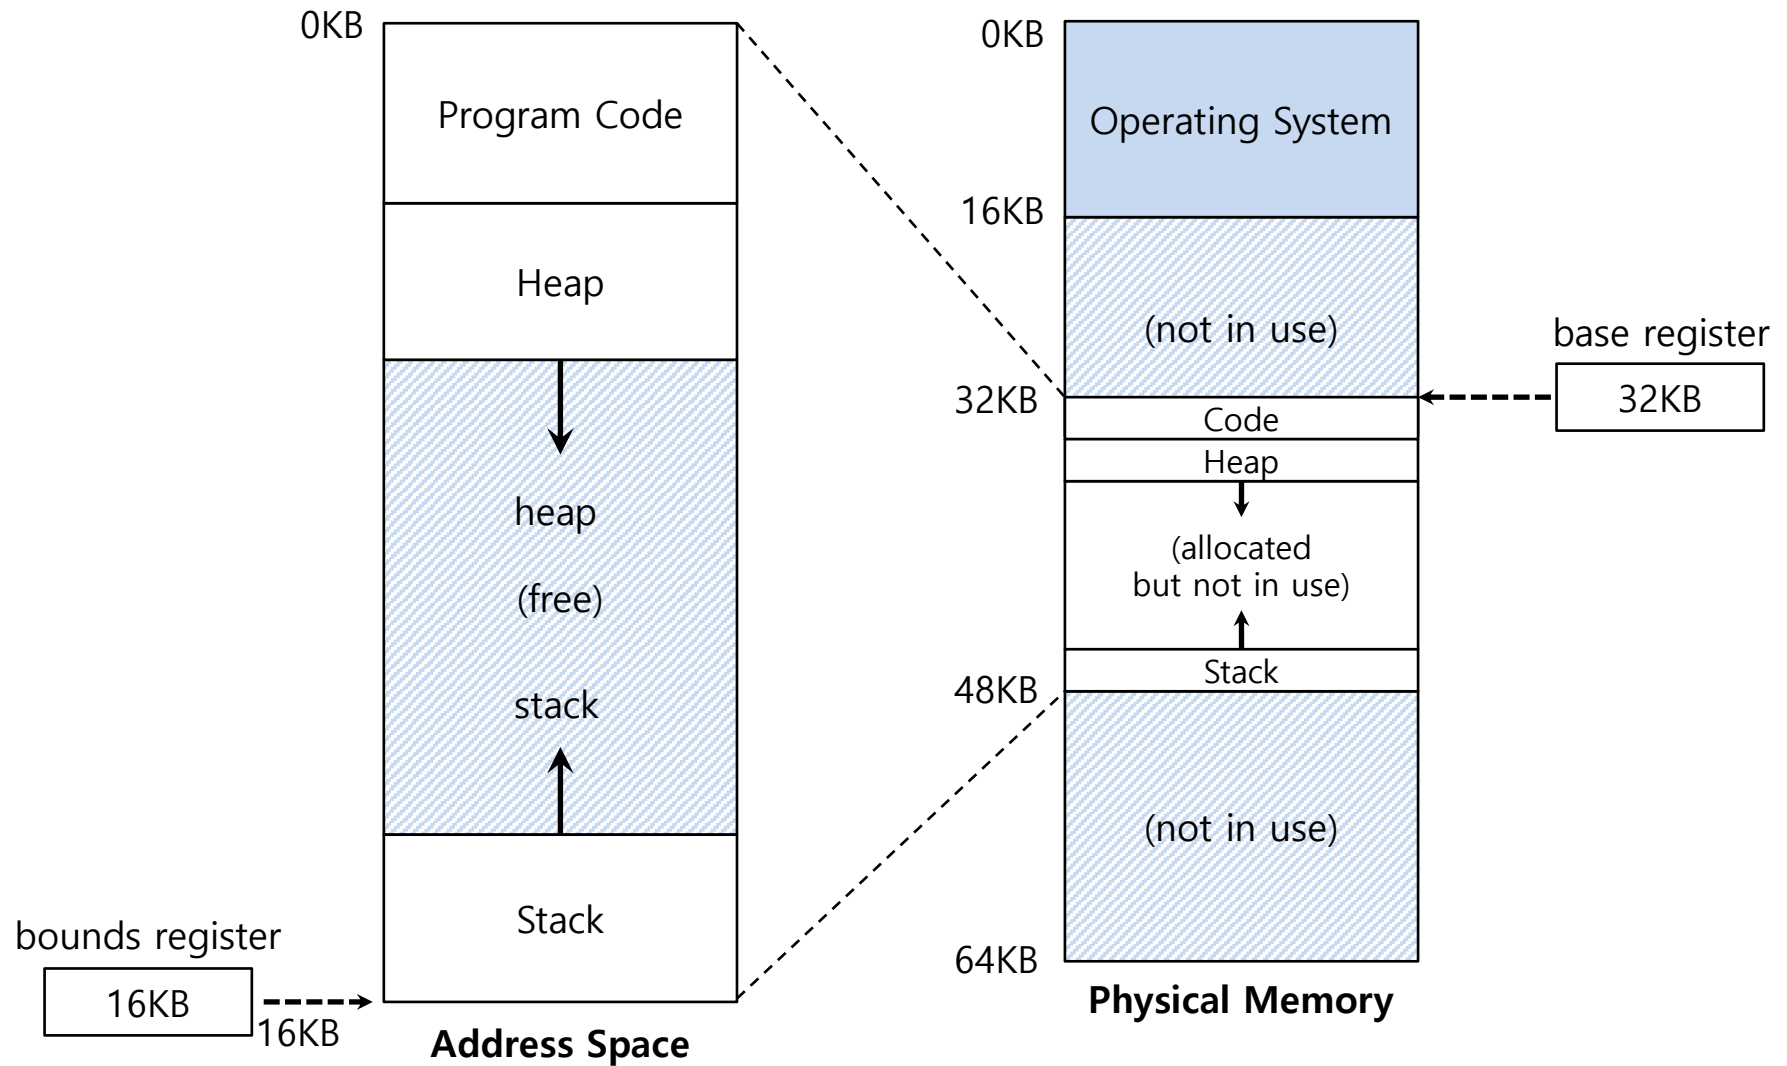 0KB
Program Code
Heap
heap
(free)
stack
Stack
bounds register
16KB
16KB
Address Space
0KB
Operating System
16KB
(not in use)
32KB
Code
Heap
(allocated
but not in use)
Stack
48KB
(not in use)
64KB
Physical Memory
base register
32KB